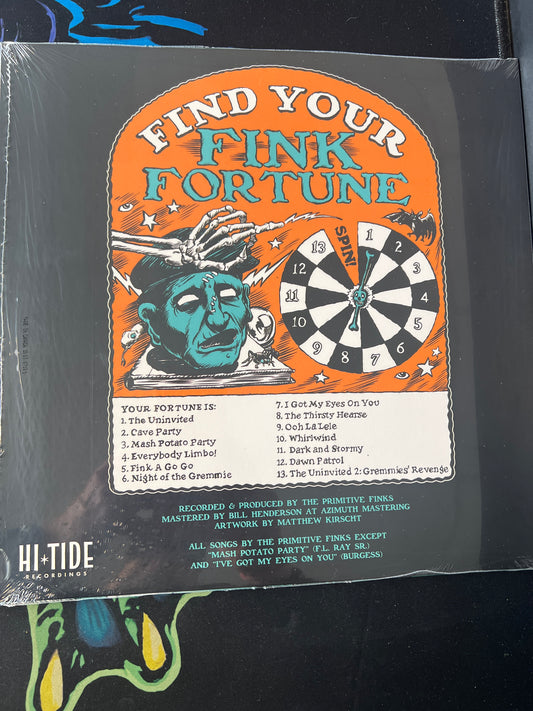 FIND YOUR
FINK
FORTUNE
SPIN!
1
2
3
4
5
6
7
8
9
10
11
12
13
YOUR FORTUNE IS:
1. The Uninvited
2. Cave Party
3. Mash Potato Party
4. Everybody Limbo!
5. Fink A Go Go
6. Night of the Gremmie
7. I Got My Eyes On You
8. The Thirsty Hearse
9. Ooh La Lele
10. Whirlwind
11. Dark and Stormy
12. Dawn Patrol
13. The Uninvited 2: Gremmies' Revenge
RECORDED & PRODUCED BY THE PRIMITIVE FINKS
MASTERED BY BILL HENDERSON AT AZIMUTH MASTERING
ARTWORK BY MATTHEW KIRSCHT
ALL SONGS BY THE PRIMITIVE FINKS EXCEPT
"MASH POTATO PARTY" (F.L. RAY SR.)
AND "I'VE GOT MY EYES ON YOU" (BURGESS)
HI*TIDE
RECORDINGS